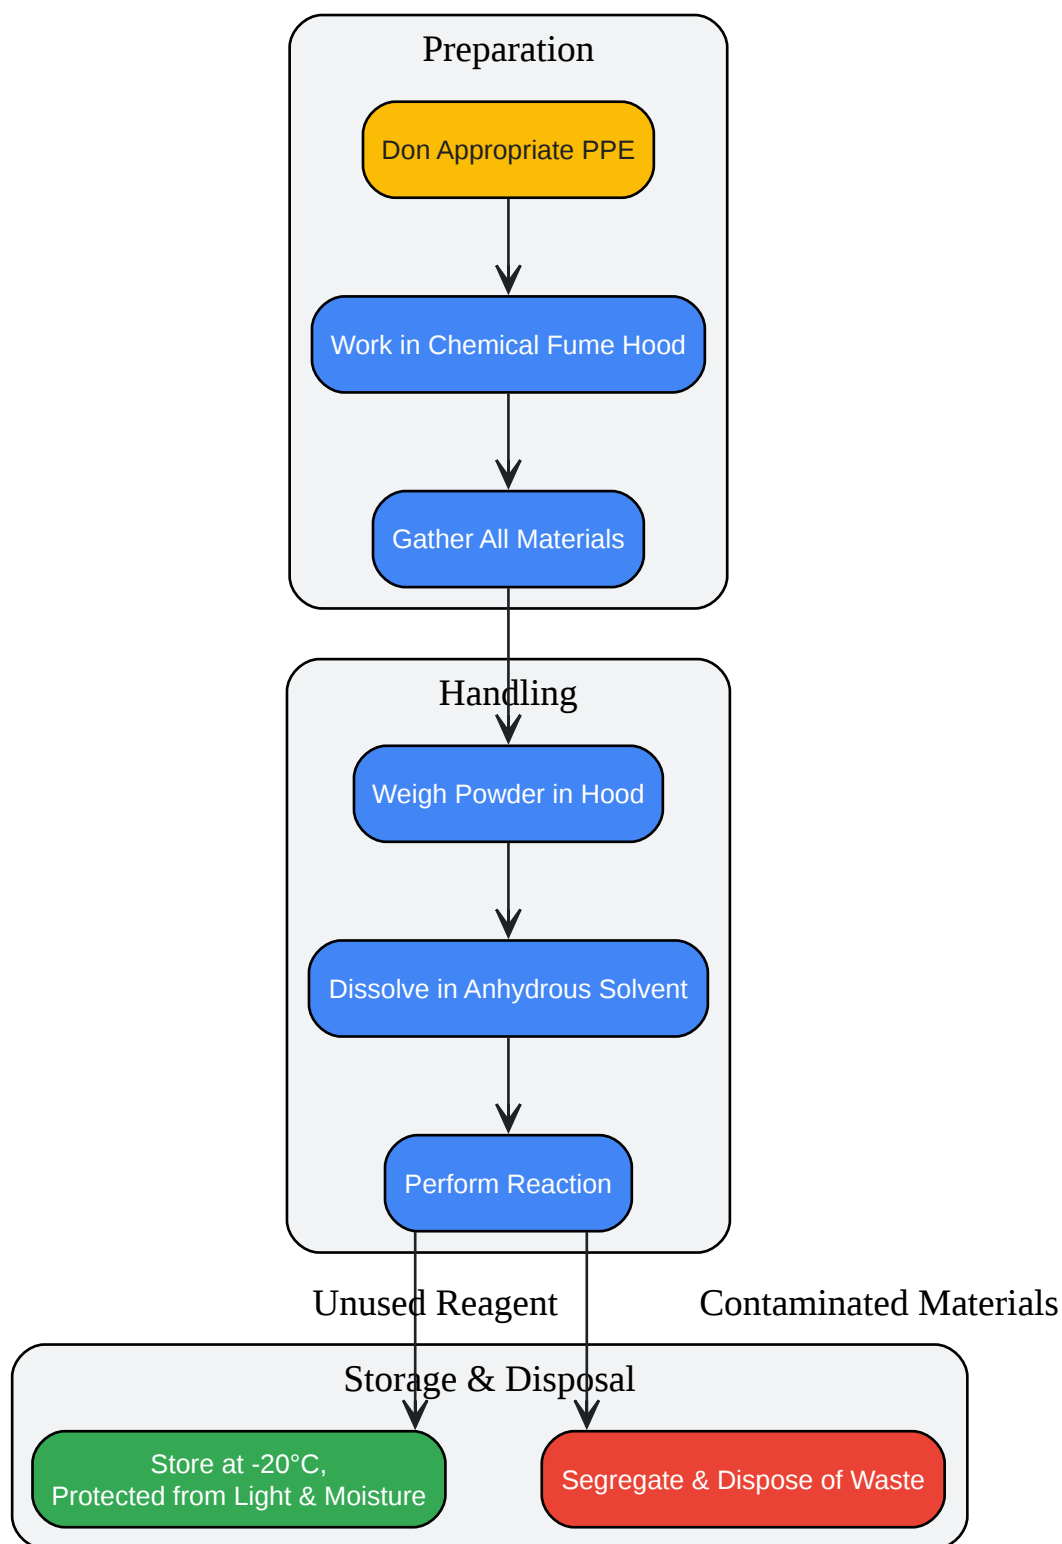 Preparation
Don Appropriate PPE
Work in Chemical Fume Hood
Gather All Materials
Handling
Weigh Powder in Hood
Dissolve in Anhydrous Solvent
Perform Reaction
Unused Reagent
Contaminated Materials
Storage & Disposal
Store at -20°C,
Protected from Light & Moisture
Segregate & Dispose of Waste